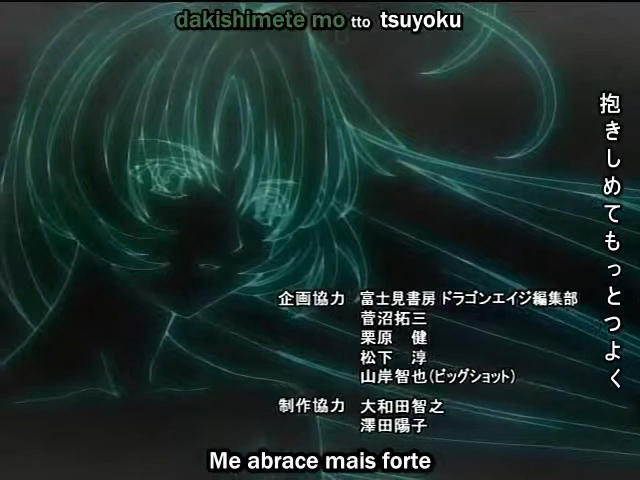 dakishimete mo tto tsuyoku
抱きしめてもっとつよく
企画協力 富士見書房 ドラゴンエイジ編集部
菅沼拓三
栗原 健
松下 淳
山岸智也(ビッグショット)
制作協力 大和田智之
澤田陽子
Me abrace mais forte